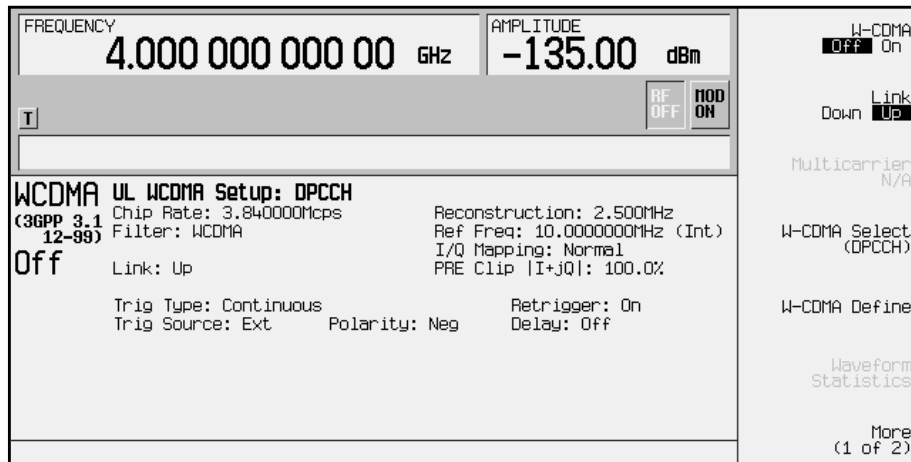 FREQUENCY
4.000 000 000 00 GHz
AMPLITUDE
-135.00 dBm
RF OFF
MOD ON
T
WCDMA
(3GPP 3.1
12-99)
Off
UL WCDMA Setup: DPCCH
Chip Rate: 3.840000Mcps
Reconstruction: 2.500MHz
Filter: WCDMA
Ref Freq: 10.0000000MHz (Int)
I/Q Mapping: Normal
Link: Up
PRE Clip |I+jQ|: 100.0%
Trig Type: Continuous
Retrigger: On
Trig Source: Ext
Polarity: Neg
Delay: Off
W-CDMA
Off On
Link
Down Up
Multicarrier
N/A
W-CDMA Select
(DPCCH)
W-CDMA Define
Waveform
Statistics
More
(1 of 2)